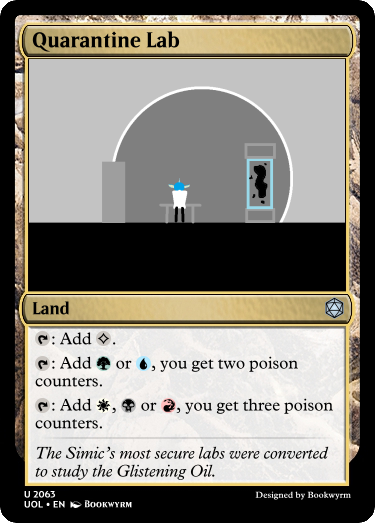 Quarantine Lab
Land
: Add .
: Add or , you get two poison
counters.
: Add , or , you get three poison
counters.
The Simic's most secure labs were converted
to study the Glistening Oil.
U 2063
UOL • EN Bookwyrm
Designed by Bookwyrm